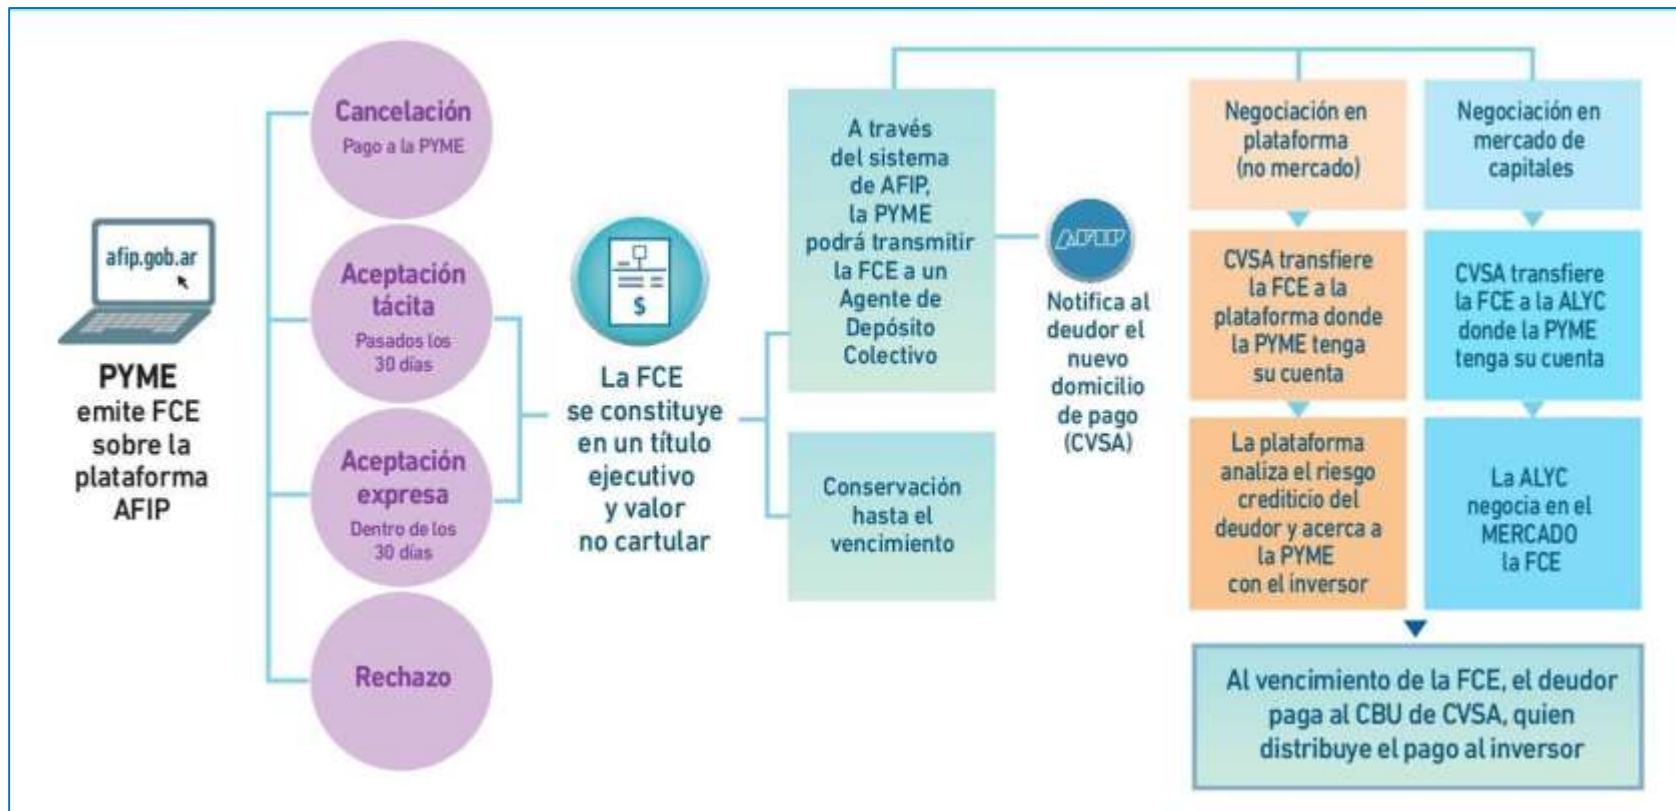 afip.gob.ar
PYME
emite FCE
sobre la
plataforma
AFIP
Cancelación
Pago a la PYME
Aceptación
tácita
Pasados los
30 días
Aceptación
expresa
Dentro de los
30 días
Rechazo
$
La FCE
se constituye
en un título
ejecutivo
y valor
no cartular
A través
del sistema
de AFIP,
la PYME
podrá transmitir
la FCE a un
Agente de
Depósito
Colectivo
Conservación
hasta el
vencimiento
AFIP
Notifica al
deudor el
nuevo
domicilio
de pago
(CVSA)
Negociación en
plataforma
(no mercado)
CVSA transfiere
la FCE a la
plataforma donde
la PYME tenga
su cuenta
La plataforma
analiza el riesgo
crediticio del
deudor y acerca a
la PYME
con el inversor
Negociación en
mercado de
capitales
CVSA transfiere
la FCE a la ALYC
donde la PYME
tenga su cuenta
La ALYC
negocia en el
MERCADO
la FCE
Al vencimiento de la FCE, el deudor
paga al CBU de CVSA, quien
distribuye el pago al inversor